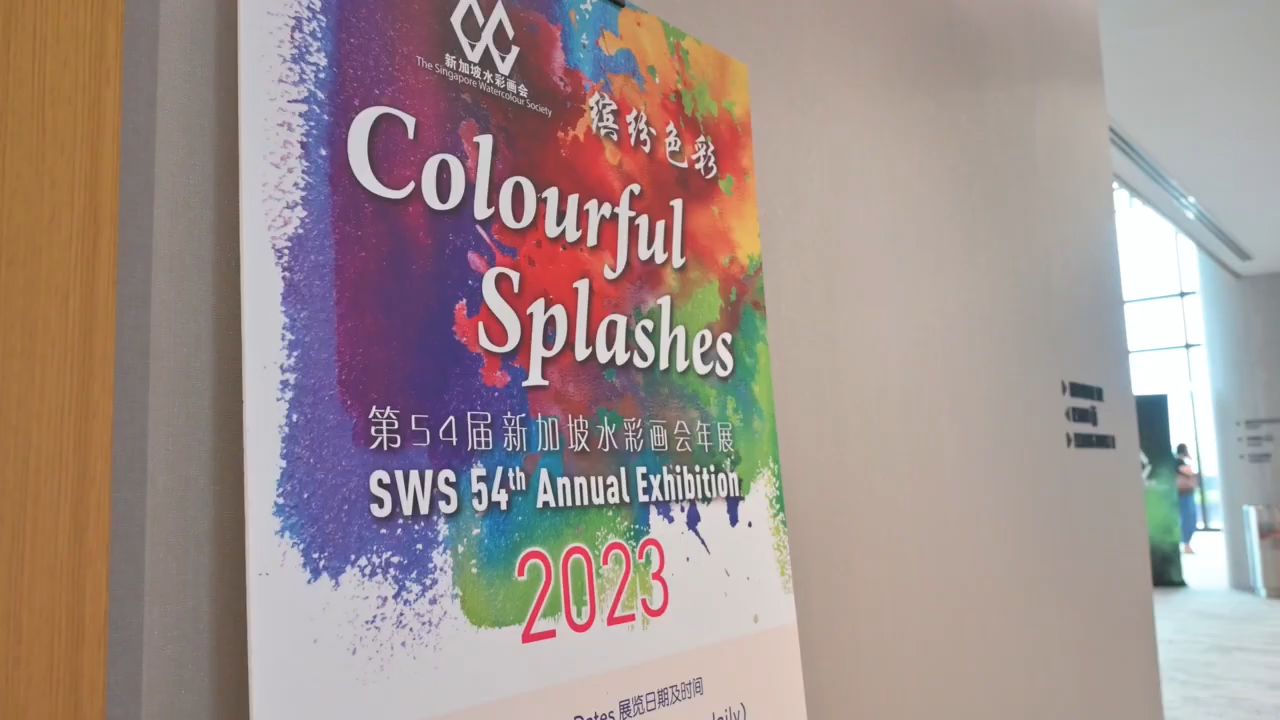 新加坡水彩画会
The Singapore Watercolour Society
缤纷色彩
Colourful
Splashes
第54届新加坡水彩画会年展
SWS 54th Annual Exhibition
2023
Dates 展览日期及时间
daily)